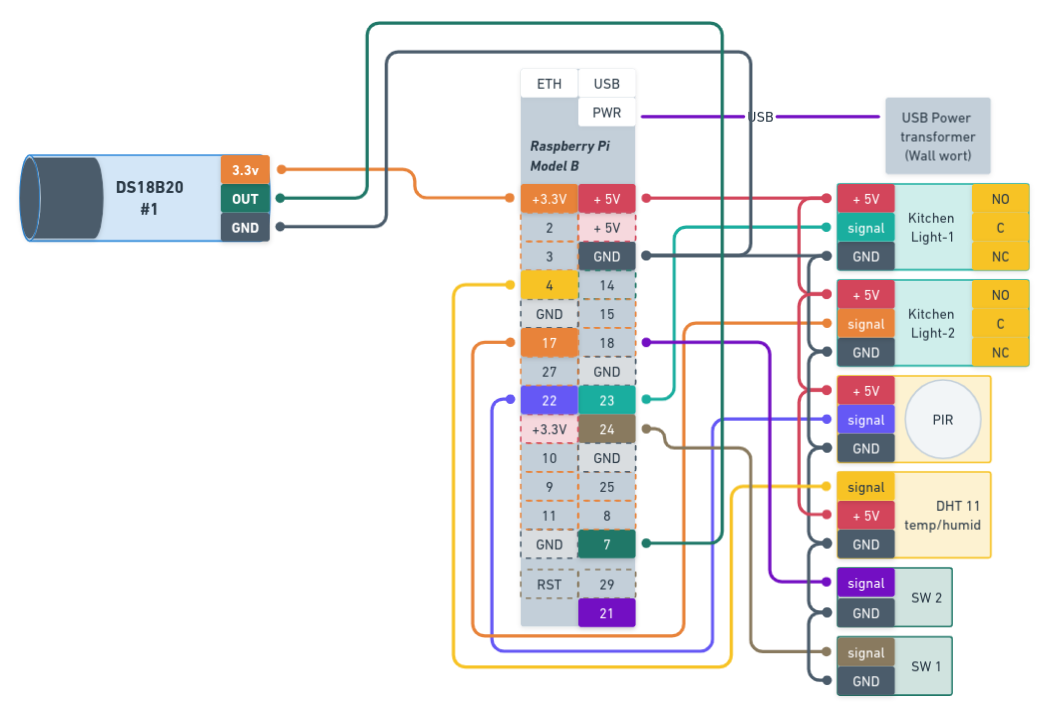 ETH USB
PWR
USB
USB Power
transformer
(Wall wort)
Raspberry Pi
Model B
DS18B20
#1
3.3v
OUT
GND
+3.3V + 5V
2 + 5V
3 GND
4 14
GND 15
17 18
27 GND
22 23
+3.3V 24
10 GND
9 25
11 8
GND 7
RST 29
21
+ 5V
signal
GND
Kitchen
Light-1
NO
C
NC
+ 5V
signal
GND
Kitchen
Light-2
NO
C
NC
+ 5V
signal
GND
PIR
signal
+ 5V
GND
DHT 11
temp/humid
signal
GND
SW 2
signal
GND
SW 1